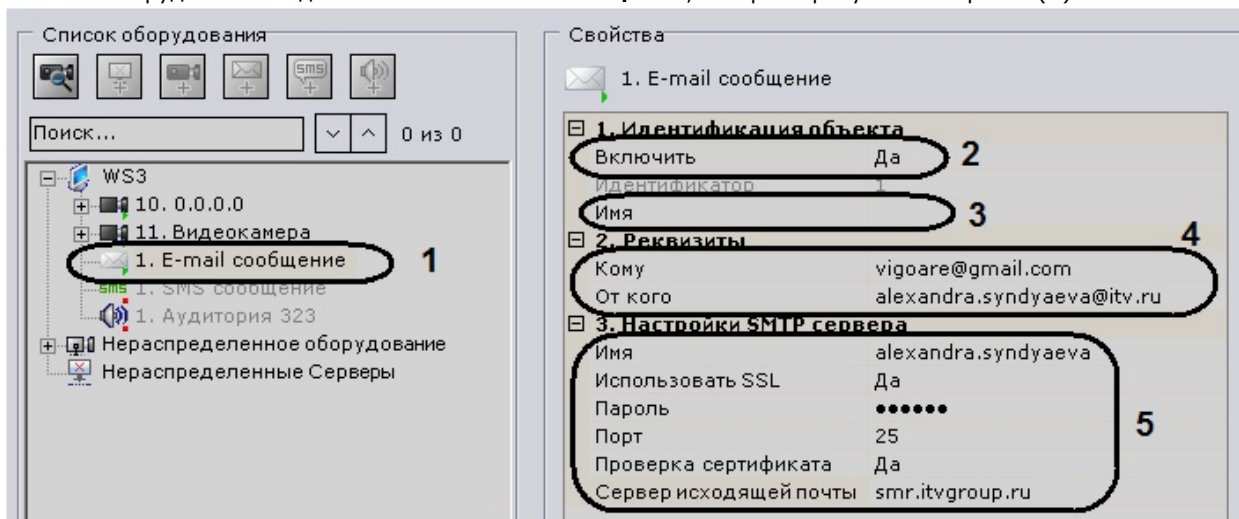 Список оборудования
sms
Поиск...
0 из 0
WS3
10. 0.0.0.0
11. Видеокамера
1. E-mail сообщение
1
sms 1. SMS сообщение
1. Аудитория 323
Нераспределенное оборудование
Нераспределенные Серверы
Свойства
1. E-mail сообщение
1. Идентификация объекта
Включить Да
2
Идентификатор 1
Имя
3
2. Реквизиты
4
Кому vigoare@gmail.com
От кого alexandra.syndyaeva@itv.ru
3. Настройки SMTP сервера
Имя alexandra.syndyaeva
Использовать SSL Да
Пароль ●●●●●●
Порт 25
5
Проверка сертификата Да
Сервер исходящей почты smr.itvgroup.ru